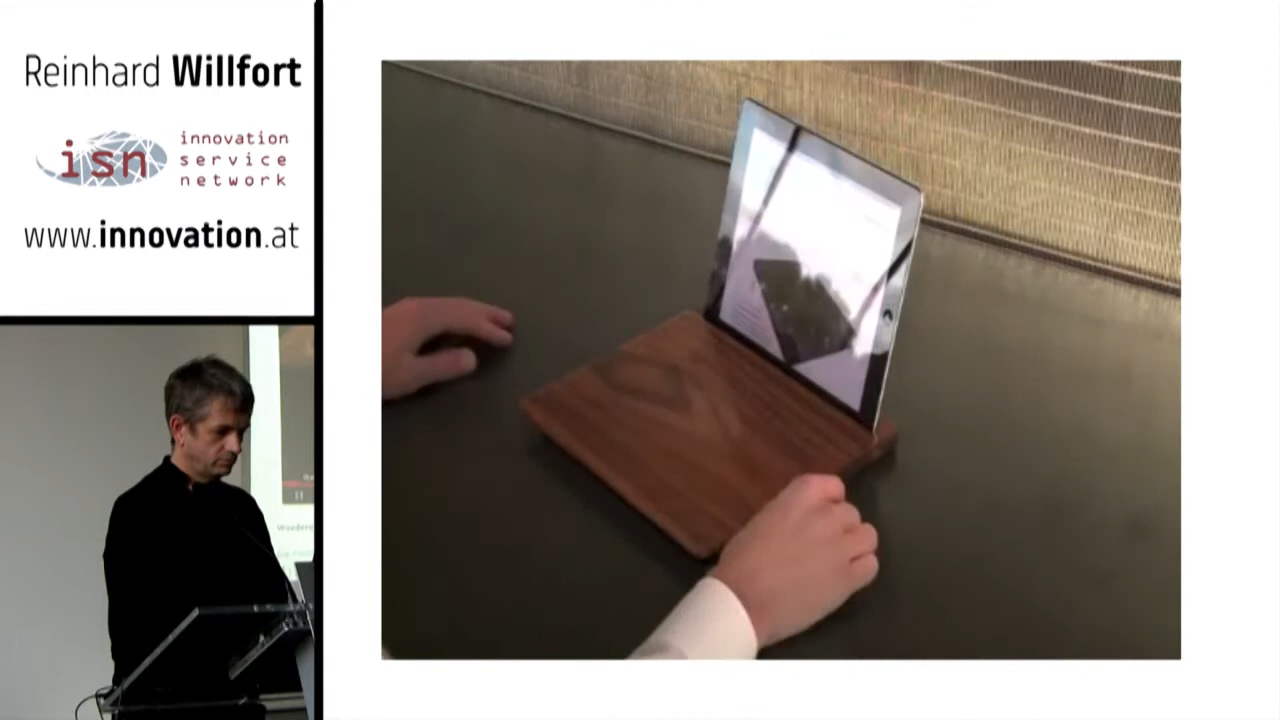 Reinhard Willfort
isn
innovation
service
network
www.innovation.at